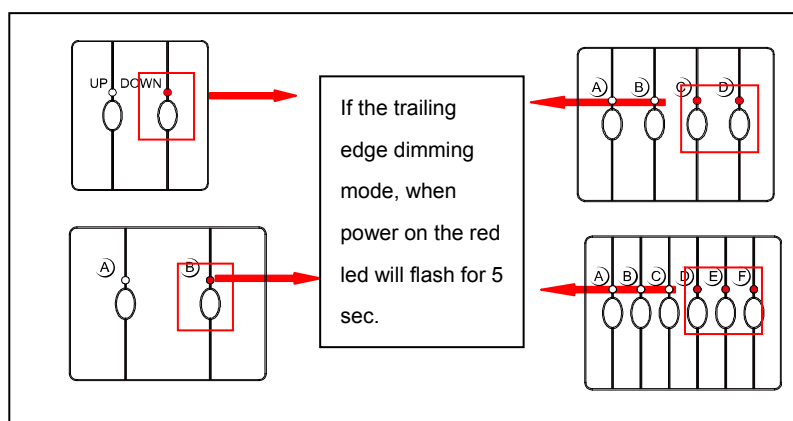 UP DOWN
A B
If the trailing
edge dimming
mode, when
power on the red
led will flash for 5
sec.
A B C D
A B C D E F